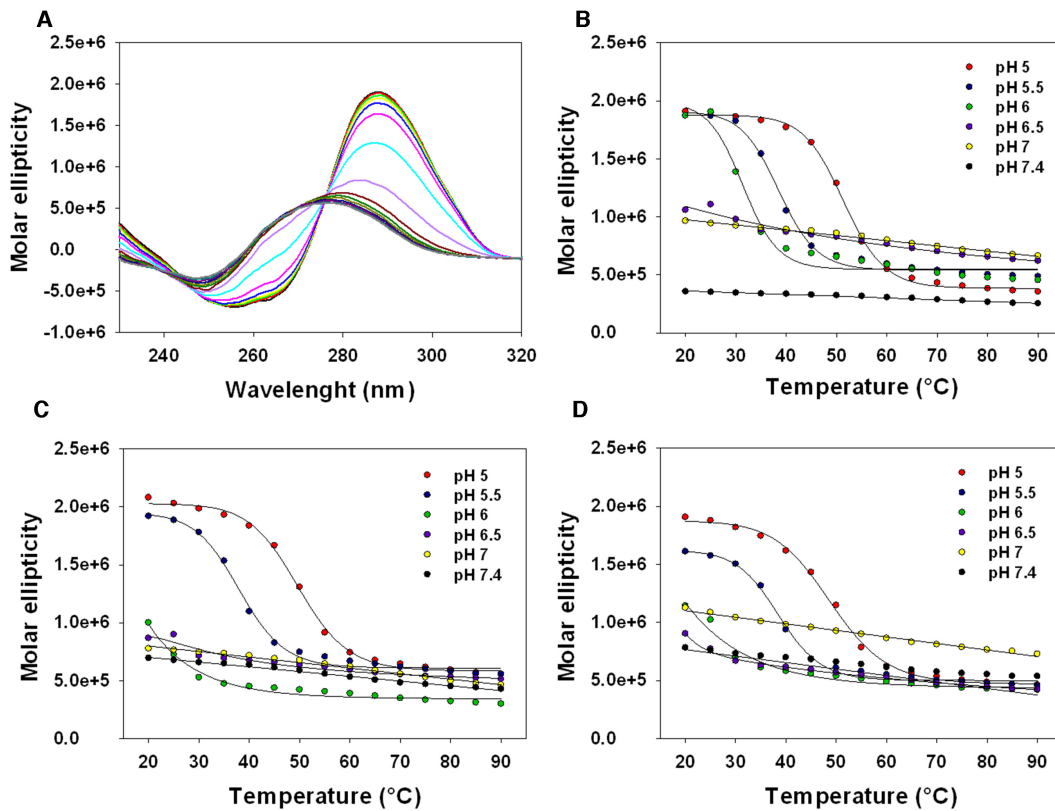 A
Molar ellipticity
2.5e+6
2.0e+6
1.5e+6
1.0e+6
5.0e+5
0.0
-5.0e+5
-1.0e+6
240
260
280
300
320
Wavelenght (nm)
B
Molar ellipticity
2.5e+6
2.0e+6
1.5e+6
1.0e+6
5.0e+5
0.0
pH 5
pH 5.5
pH 6
pH 6.5
pH 7
pH 7.4
20
30
40
50
60
70
80
90
Temperature (°C)
C
Molar ellipticity
2.5e+6
2.0e+6
1.5e+6
1.0e+6
5.0e+5
0.0
pH 5
pH 5.5
pH 6
pH 6.5
pH 7
pH 7.4
20
30
40
50
60
70
80
90
Temperature (°C)
D
Molar ellipticity
2.5e+6
2.0e+6
1.5e+6
1.0e+6
5.0e+5
0.0
pH 5
pH 5.5
pH 6
pH 6.5
pH 7
pH 7.4
20
30
40
50
60
70
80
90
Temperature (°C)